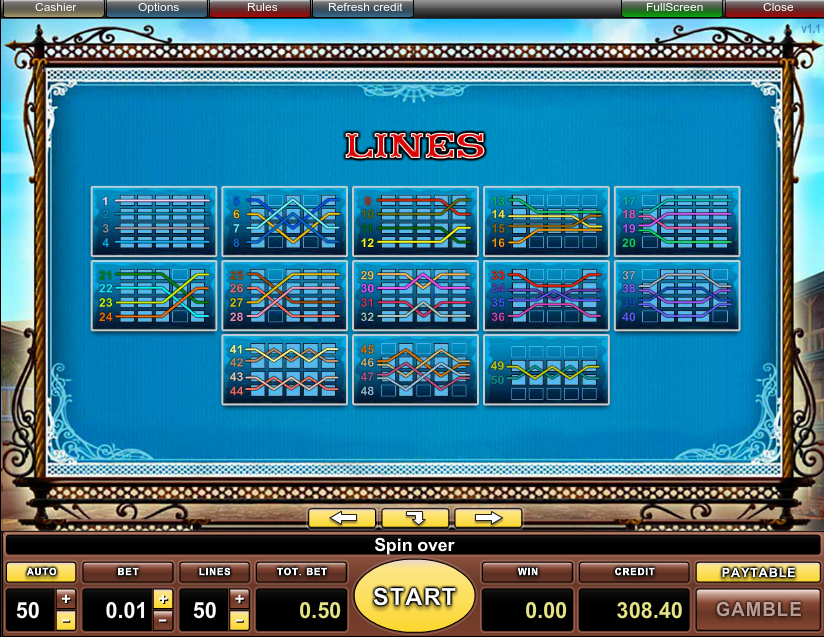 Cashier Options Rules Refresh credit FullScreen Close
v1.1
LINES
1 5 9 13 17
2 6 10 14 18
3 7 11 15 19
4 8 12 16 20
21 25 29 33 37
22 26 30 34 38
23 27 31 35 39
24 28 32 36 40
41 45
42 46 49
43 47 50
44 48
Spin over
AUTO BET LINES TOT. BET START WIN CREDIT PAYTABLE
50 + - 0.01 + - 50 + - 0.50 0.00 308.40 GAMBLE